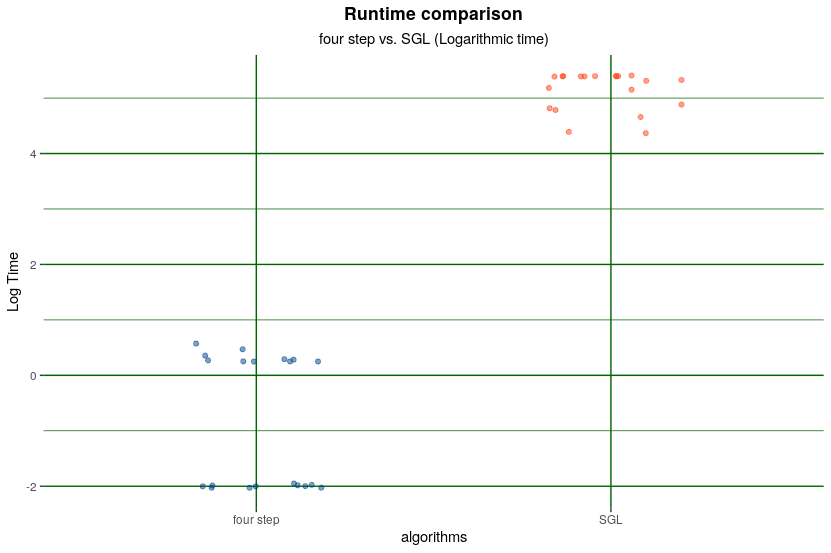 Runtime comparison
four step vs. SGL (Logarithmic time)
Log Time
4
2
0
-2
four step SGL
algorithms